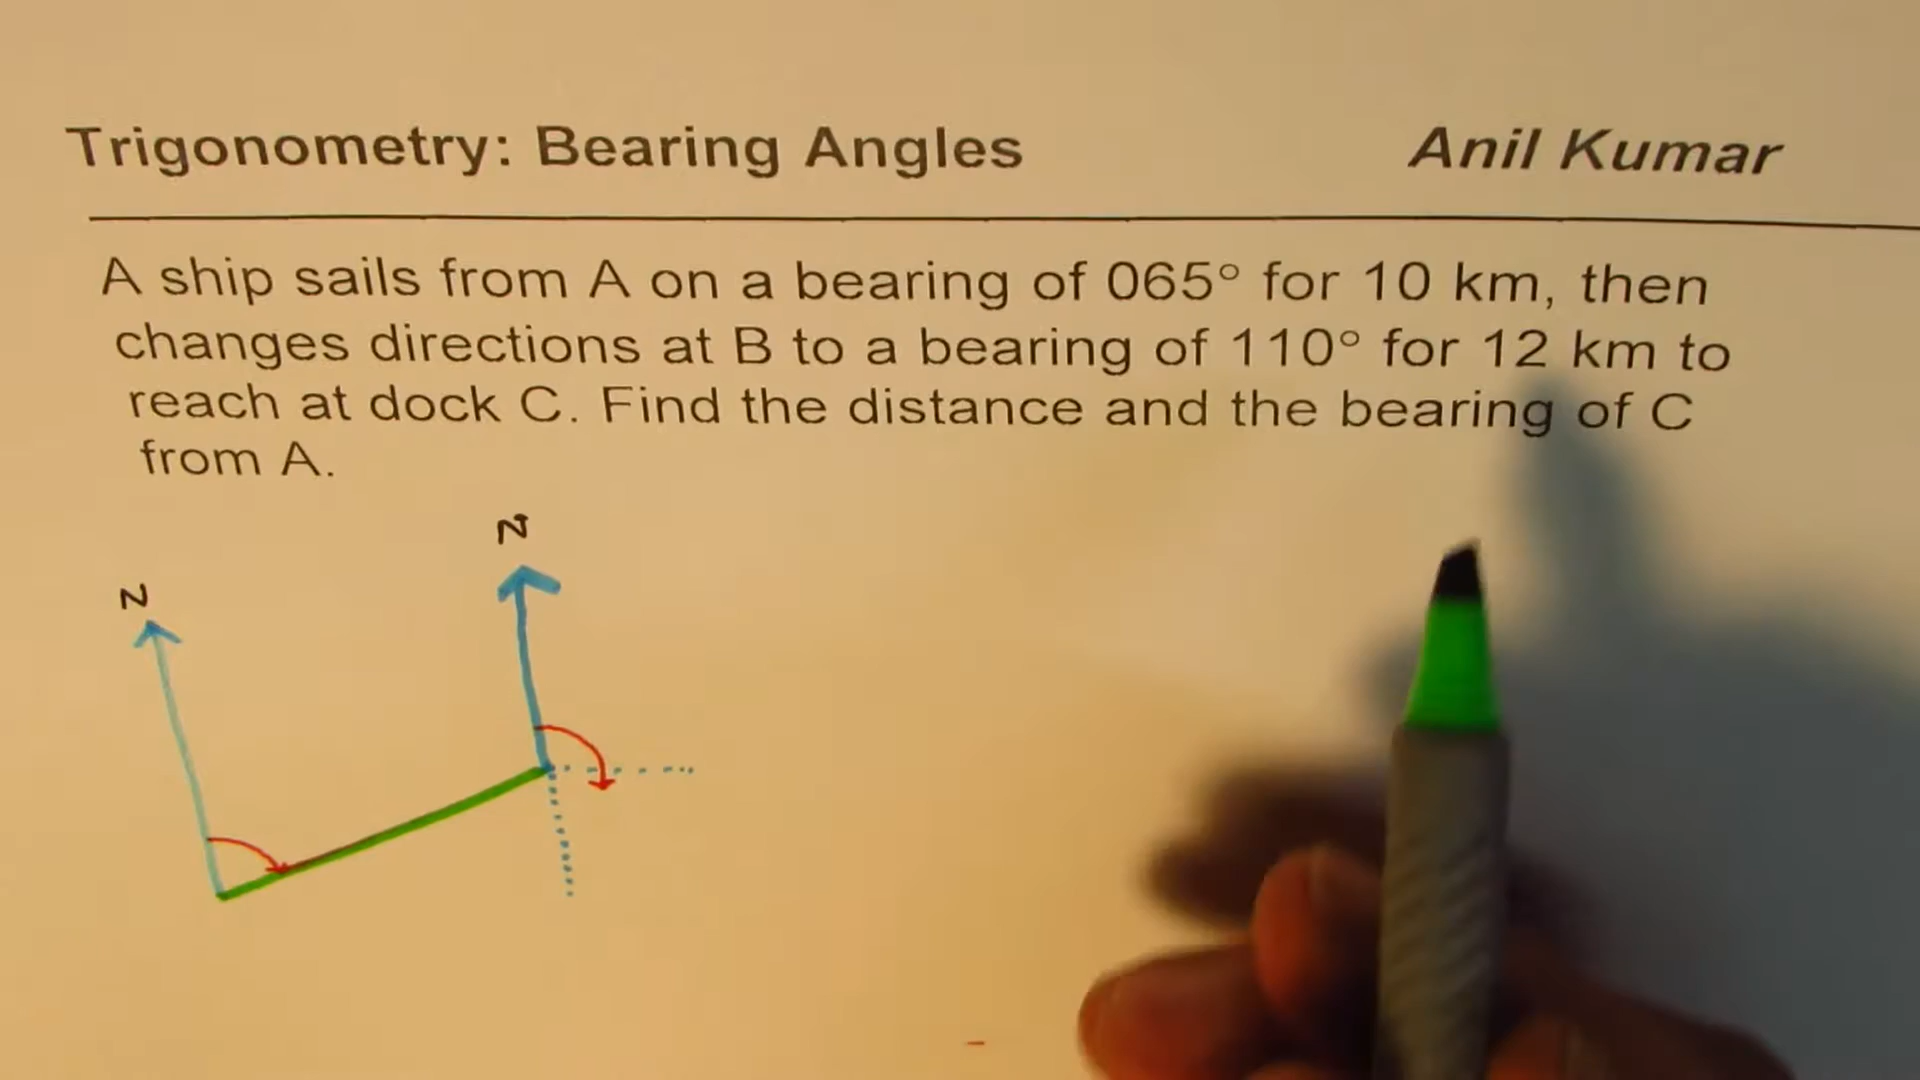 Trigonometry: Bearing Angles Anil Kumar
A ship sails from A on a bearing of 065° for 10 km, then
changes directions at B to a bearing of 110° for 12 km to
reach at dock C. Find the distance and the bearing of C
from A.
N
N